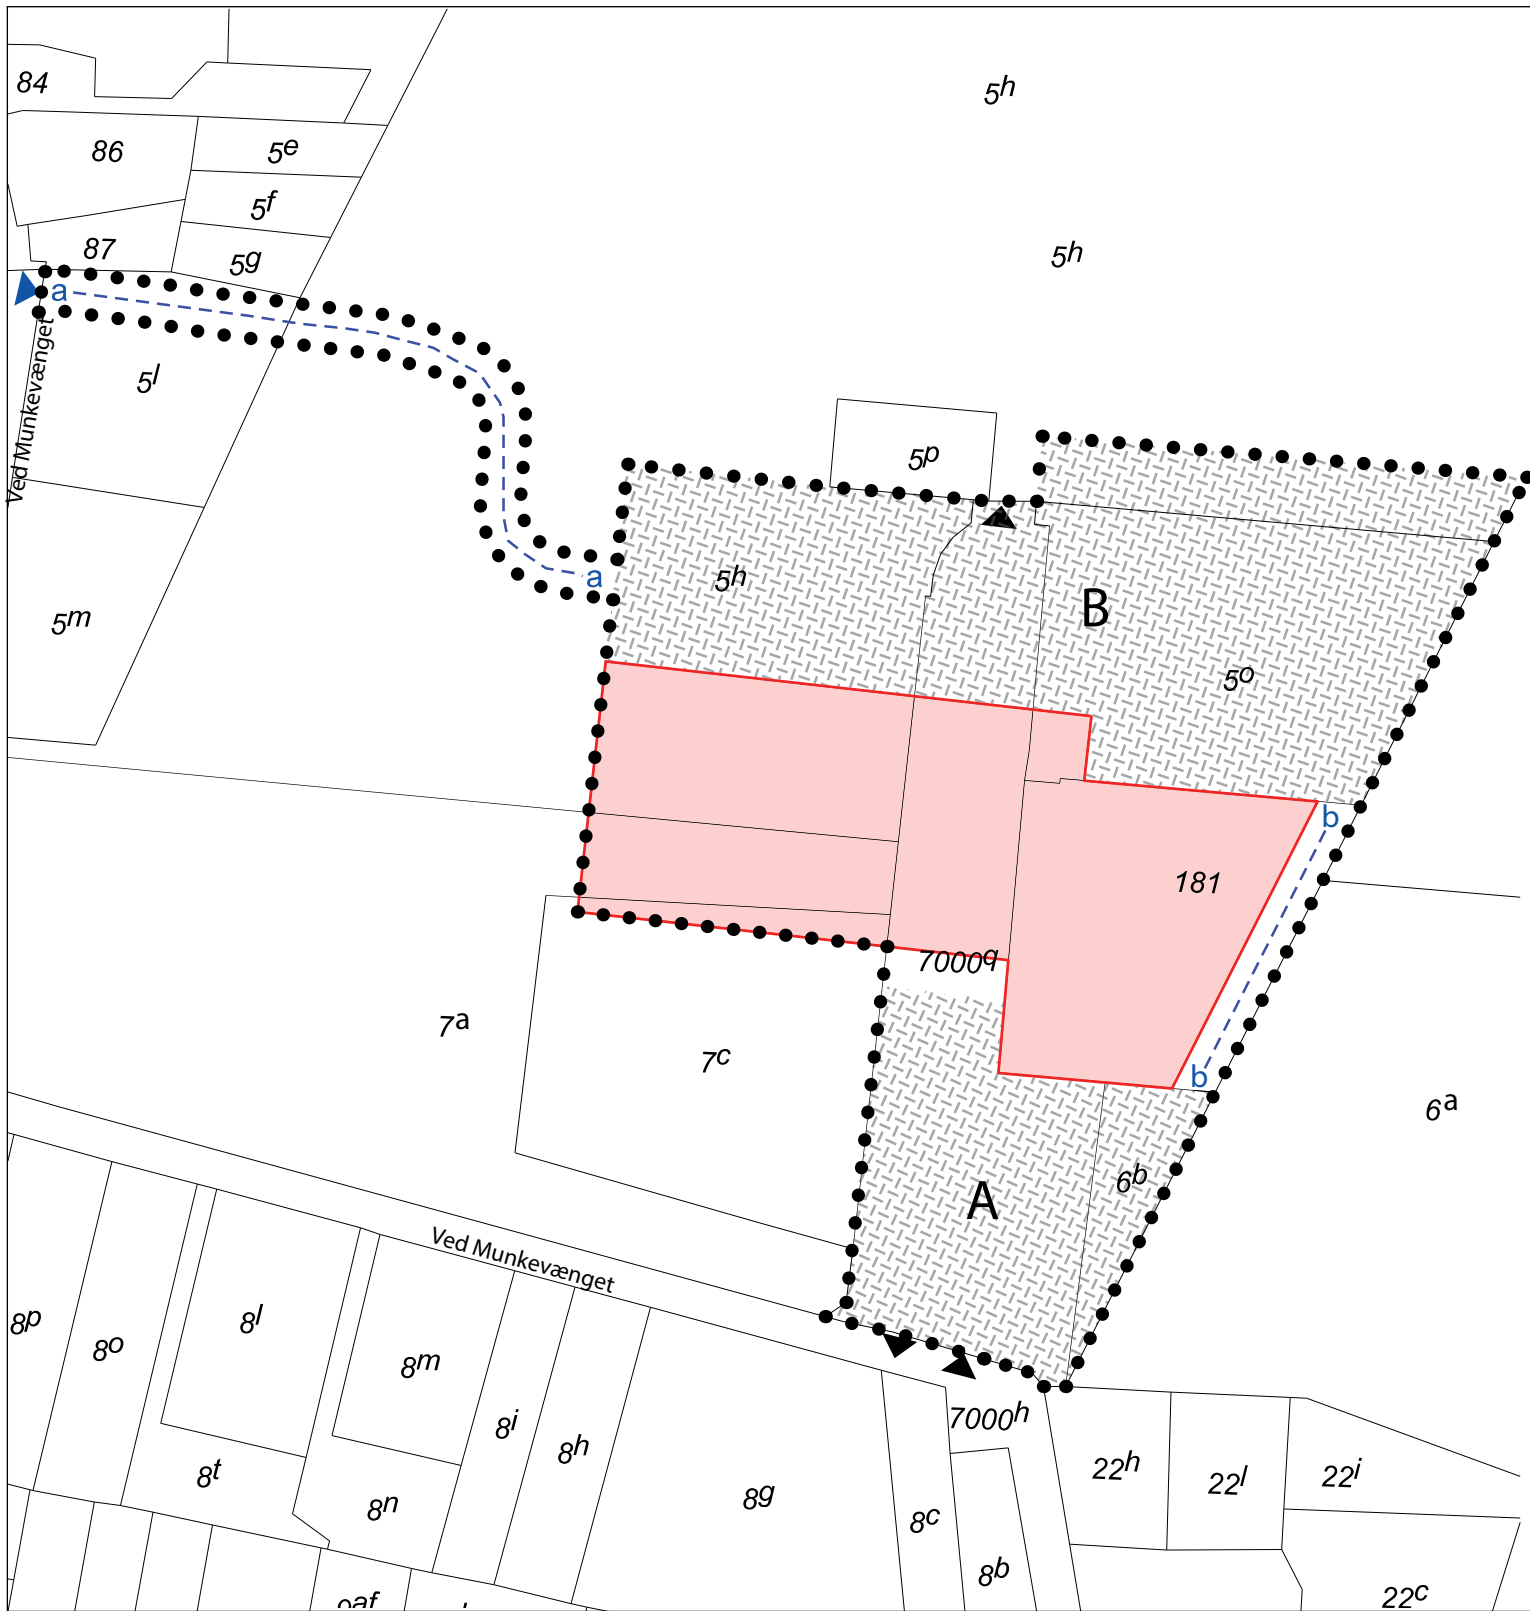 84
5h
86
5e
5f
87
5g
5h
a
Ved Munkevænget
5l
5p
5h
a
B
5m
5o
b
181
7000q
7a
7c
b
6a
6b
A
Ved Munkevænget
8p
8o
8l
8m
8i
8h
7000h
22h
22l
22i
8t
8n
8g
8c
8b
22c